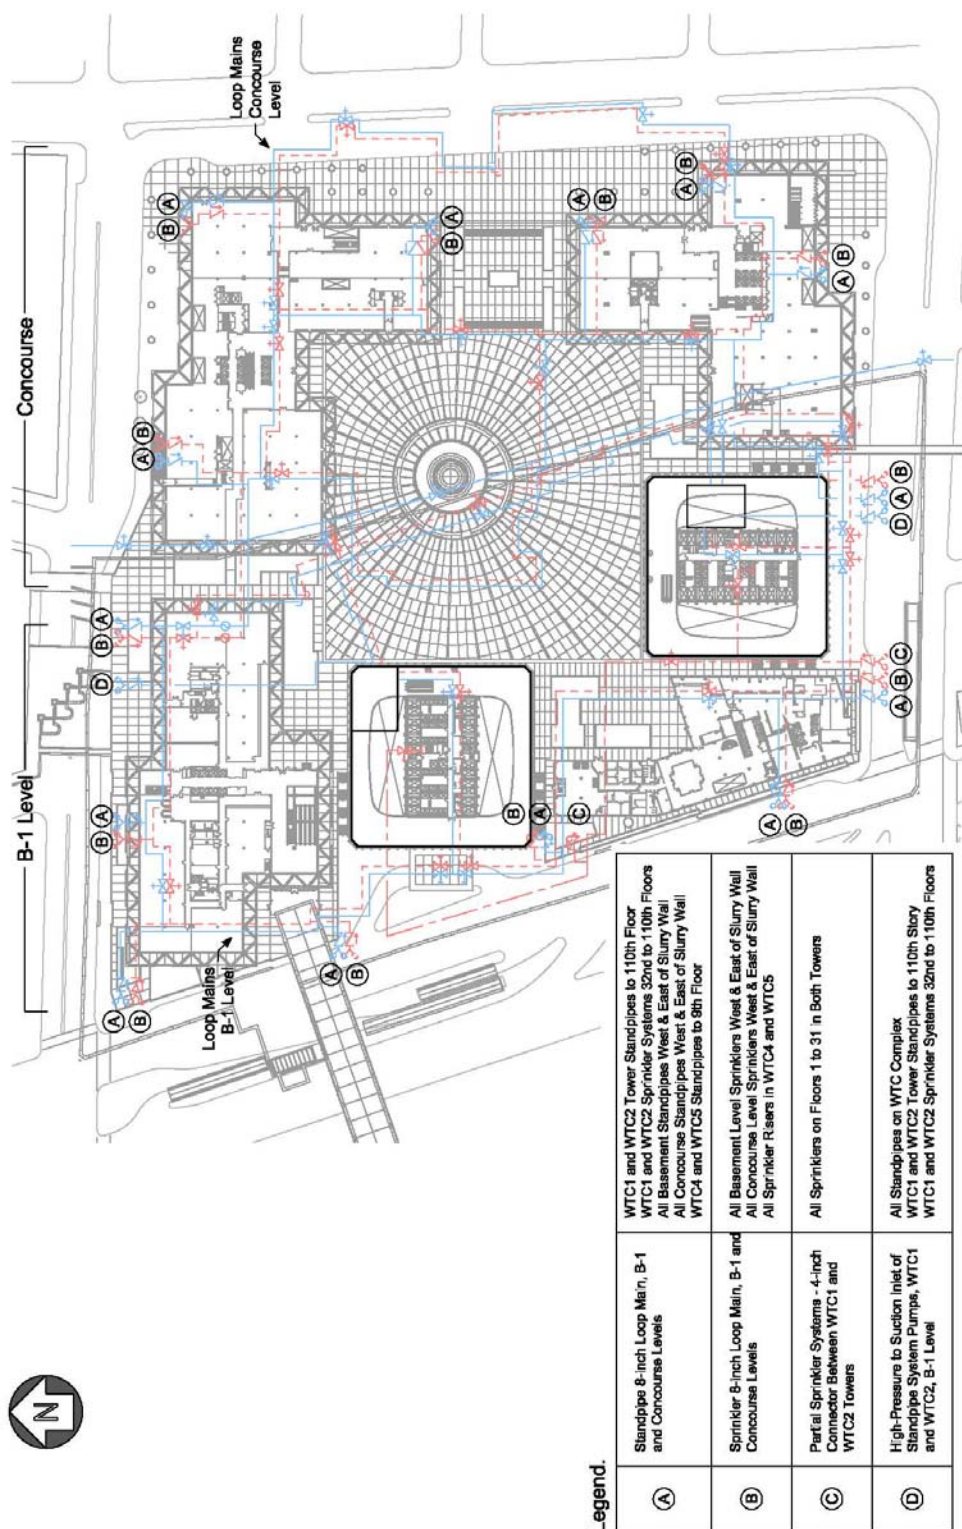 Concourse
B-1 Level
Loop Mains
Concourse
Level
B A
B A
A B
A B
A B
A B
B A
B A
D
B A
A B
Loop Mains
B-1 Level
A B
B A C
A B
A B C
D A B
N
Legend.
A
Standpipe 8-inch Loop Main, B-1
and Concourse Levels
WTC1 and WTC2 Tower Standpipes to 110th Floor
WTC1 and WTC2 Sprinkler Systems 32nd to 110th Floors
All Basement Standpipes West & East of Slurry Wall
All Concourse Standpipes West & East of Slurry Wall
WTC4 and WTC5 Standpipes to 9th Floor
B
Sprinkler 8-inch Loop Main, B-1 and
Concourse Levels
All Basement Level Sprinklers West & East of Slurry Wall
All Concourse Level Sprinklers West & East of Slurry Wall
All Sprinkler Risers in WTC4 and WTC5
C
Partial Sprinkler Systems - 4-inch
Connector Between WTC1 and
WTC2 Towers
All Sprinklers on Floors 1 to 31 in Both Towers
D
High-Pressure to Suction Inlet of
Standpipe System Pumps, WTC1
and WTC2, B-1 Level
All Standpipes on WTC Complex
WTC1 and WTC2 Tower Standpipes to 110th Story
WTC1 and WTC2 Sprinkler Systems 32nd to 110th Floors